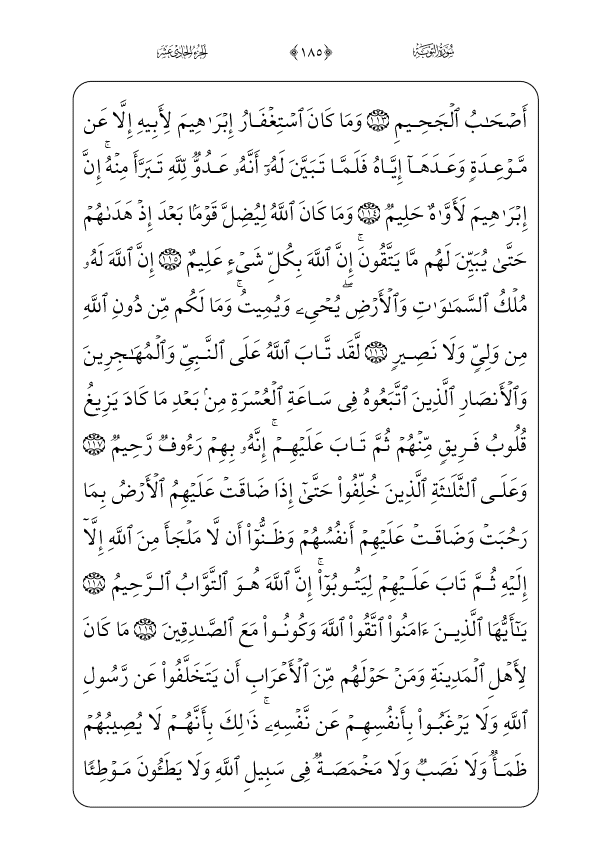 سُورَةُ التَّوْبَةِ ﴿١٨٥﴾ الجُزْءُ الحَادِي عَشَرَ
أَصۡحَٰبُ ٱلۡجَحِيمِ ١١٣ وَمَا كَانَ ٱسۡتِغۡفَارُ إِبۡرَٰهِيمَ لِأَبِيهِ إِلَّا عَن
مَّوۡعِدَةٖ وَعَدَهَآ إِيَّاهُ فَلَمَّا تَبَيَّنَ لَهُۥٓ أَنَّهُۥ عَدُوّٞ لِّلَّهِ تَبَرَّأَ مِنۡهُۚ إِنَّ
إِبۡرَٰهِيمَ لَأَوَّٰهٌ حَلِيمٞ ١١٤ وَمَا كَانَ ٱللَّهُ لِيُضِلَّ قَوۡمَۢا بَعۡدَ إِذۡ هَدَىٰهُمۡ
حَتَّىٰ يُبَيِّنَ لَهُم مَّا يَتَّقُونَۚ إِنَّ ٱللَّهَ بِكُلِّ شَيۡءٍ عَلِيمٌ ١١٥ إِنَّ ٱللَّهَ لَهُۥ
مُلۡكُ ٱلسَّمَٰوَٰتِ وَٱلۡأَرۡضِۖ يُحۡيِۦ وَيُمِيتُۚ وَمَا لَكُم مِّن دُونِ ٱللَّهِ
مِن وَلِيّٖ وَلَا نَصِيرٖ ١١٦ لَّقَد تَّابَ ٱللَّهُ عَلَى ٱلنَّبِيِّ وَٱلۡمُهَٰجِرِينَ
وَٱلۡأَنصَارِ ٱلَّذِينَ ٱتَّبَعُوهُ فِي سَاعَةِ ٱلۡعُسۡرَةِ مِنۢ بَعۡدِ مَا كَادَ يَزِيغُ
قُلُوبُ فَرِيقٖ مِّنۡهُمۡ ثُمَّ تَابَ عَلَيۡهِمۡۚ إِنَّهُۥ بِهِمۡ رَءُوفٞ رَّحِيمٞ ١١٧
وَعَلَى ٱلثَّلَٰثَةِ ٱلَّذِينَ خُلِّفُواْ حَتَّىٰٓ إِذَا ضَاقَتۡ عَلَيۡهِمُ ٱلۡأَرۡضُ بِمَا
رَحُبَتۡ وَضَاقَتۡ عَلَيۡهِمۡ أَنفُسُهُمۡ وَظَنُّوٓاْ أَن لَّا مَلۡجَأَ مِنَ ٱللَّهِ إِلَّآ
إِلَيۡهِ ثُمَّ تَابَ عَلَيۡهِمۡ لِيَتُوبُوٓاْۚ إِنَّ ٱللَّهَ هُوَ ٱلتَّوَّابُ ٱلرَّحِيمُ ١١٨
يَٰٓأَيُّهَا ٱلَّذِينَ ءَامَنُواْ ٱتَّقُواْ ٱللَّهَ وَكُونُواْ مَعَ ٱلصَّٰدِقِينَ ١١٩ مَا كَانَ
لِأَهۡلِ ٱلۡمَدِينَةِ وَمَنۡ حَوۡلَهُم مِّنَ ٱلۡأَعۡرَابِ أَن يَتَخَلَّفُواْ عَن رَّسُولِ
ٱللَّهِ وَلَا يَرۡغَبُواْ بِأَنفُسِهِمۡ عَن نَّفۡسِهِۦۚ ذَٰلِكَ بِأَنَّهُمۡ لَا يُصِيبُهُمۡ
ظَمَأٞ وَلَا نَصَبٞ وَلَا مَخۡمَصَةٞ فِي سَبِيلِ ٱللَّهِ وَلَا يَطَـُٔونَ مَوۡطِئٗا